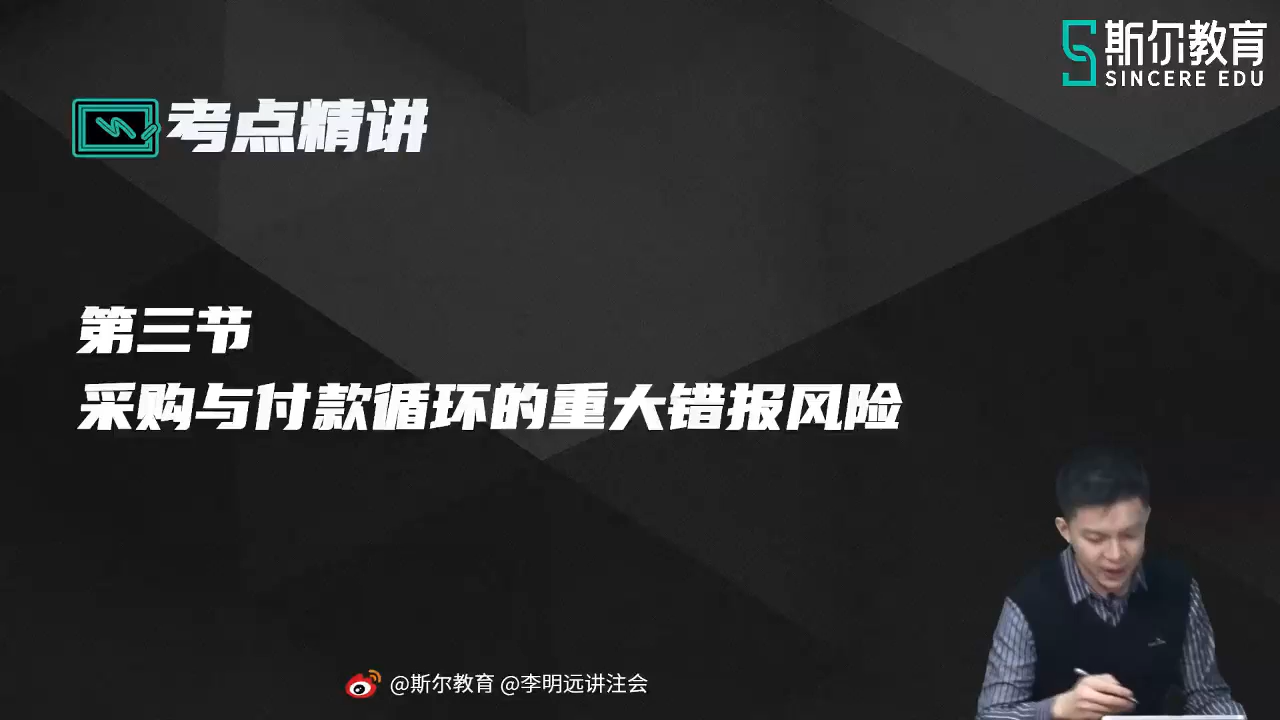 斯尔教育
SINCERE EDU
考点精讲
第三节
采购与付款循环的重大错报风险
@斯尔教育 @李明远讲注会